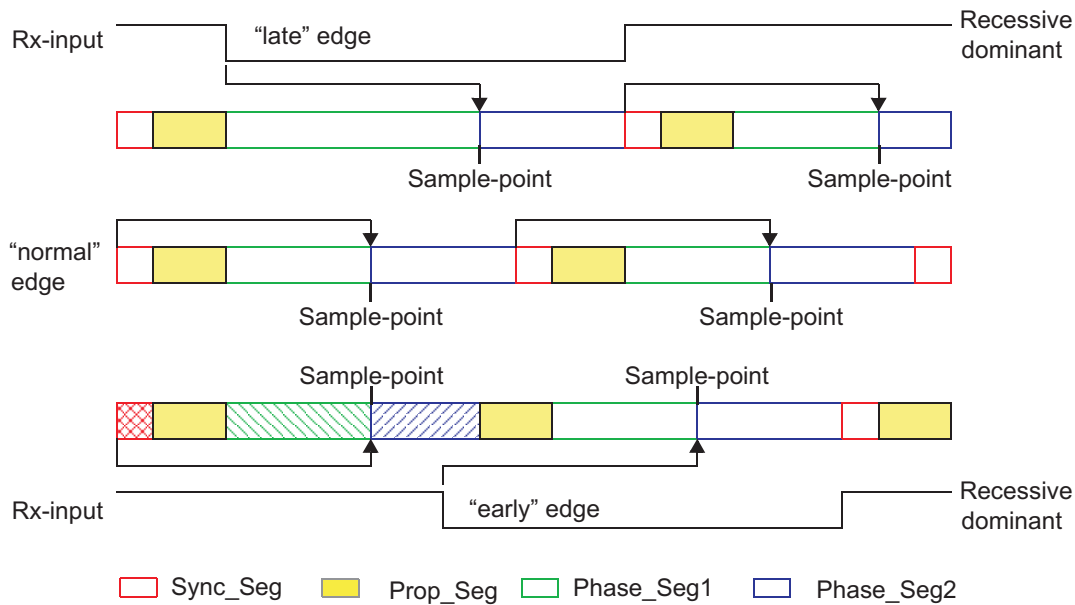 Rx-input
“late” edge
Recessive
dominant
Sample-point
Sample-point
“normal”
edge
Sample-point
Sample-point
Sample-point
Sample-point
Rx-input
“early” edge
Recessive
dominant
Sync_Seg
Prop_Seg
Phase_Seg1
Phase_Seg2